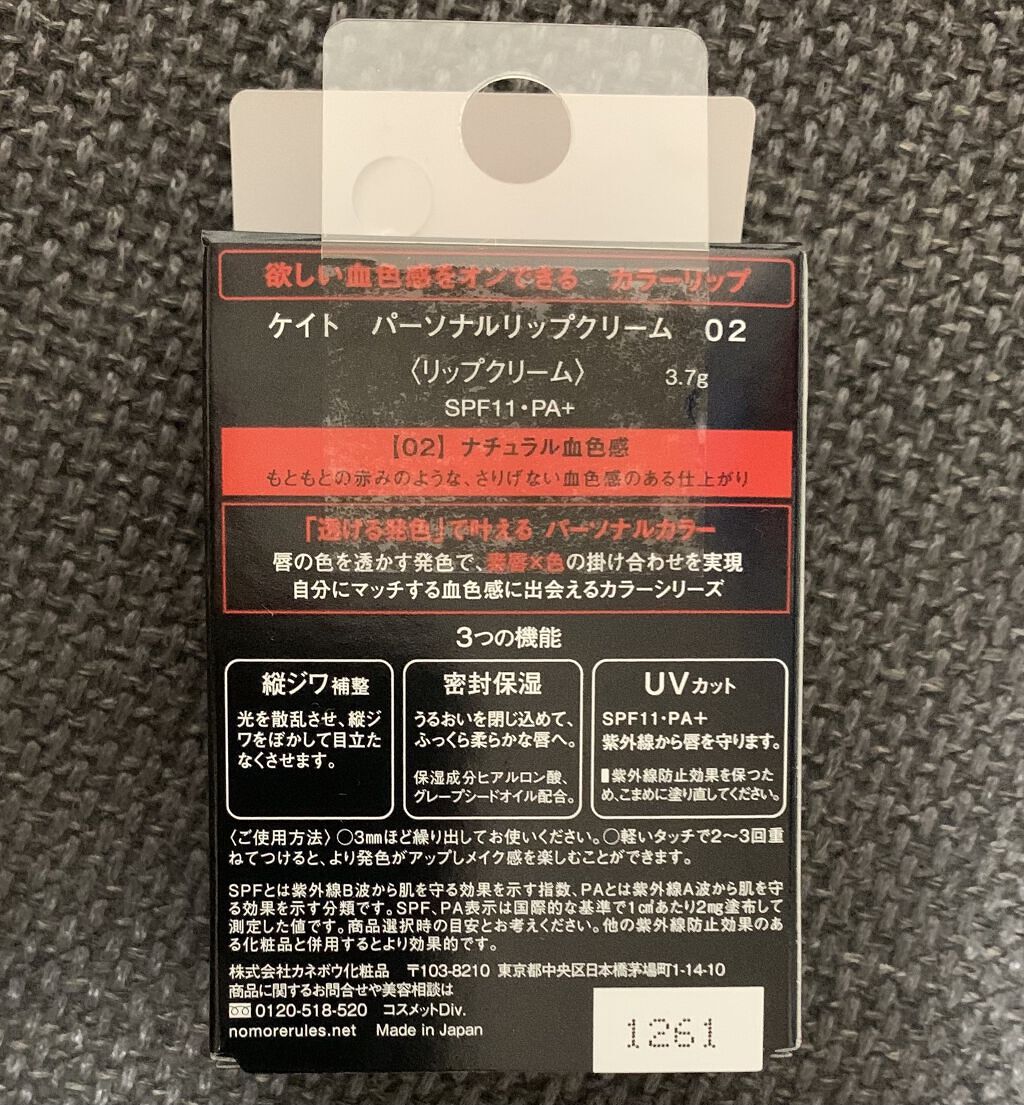 欲しい血色感をオンできる カラーリップ
ケイト パーソナルリップクリーム 02
〈リップクリーム〉 3.7g
SPF11・PA+
【02】ナチュラル血色感
もともとの赤みのような、さりげない血色感のある仕上がり
「透ける発色」で叶える パーソナルカラー
唇の色を透かす発色で、素唇×色の掛け合わせを実現
自分にマッチする血色感に出会えるカラーシリーズ
3つの機能
縦ジワ補整
光を散乱させ、縦ジ
ワをぼかして目立た
なくさせます。
密封保湿
うるおいを閉じ込めて、
ふっくら柔らかな唇へ。
保湿成分ヒアルロン酸、
グレープシードオイル配合。
UVカット
SPF11・PA+
紫外線から唇を守ります。
■紫外線防止効果を保つた
め、こまめに塗り直してください。
〈ご使用方法〉○3mmほど繰り出してお使いください。○軽いタッチで2〜3回重
ねてつけると、より発色がアップしメイク感を楽しむことができます。
SPFとは紫外線B波から肌を守る効果を示す指数、PAとは紫外線A波から肌を守
る効果を示す分類です。SPF、PA表示は国際的な基準で1㎠あたり2mg塗布して
測定した値です。商品選択時の目安とお考えください。他の紫外線防止効果のあ
る化粧品と併用するとより効果的です。
株式会社カネボウ化粧品 〒103-8210 東京都中央区日本橋茅場町1-14-10
商品に関するお問合せや美容相談は
0120-518-520 コスメットDiv.
nomorerules.net Made in Japan
1261